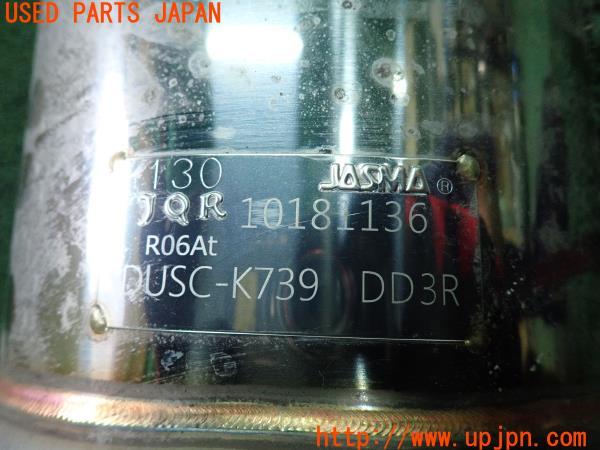 USED PARTS JAPAN
130 JASMA ®
JQR 10181136
R06At
DUSC-K739 DD3R
http://www.upjpn.com